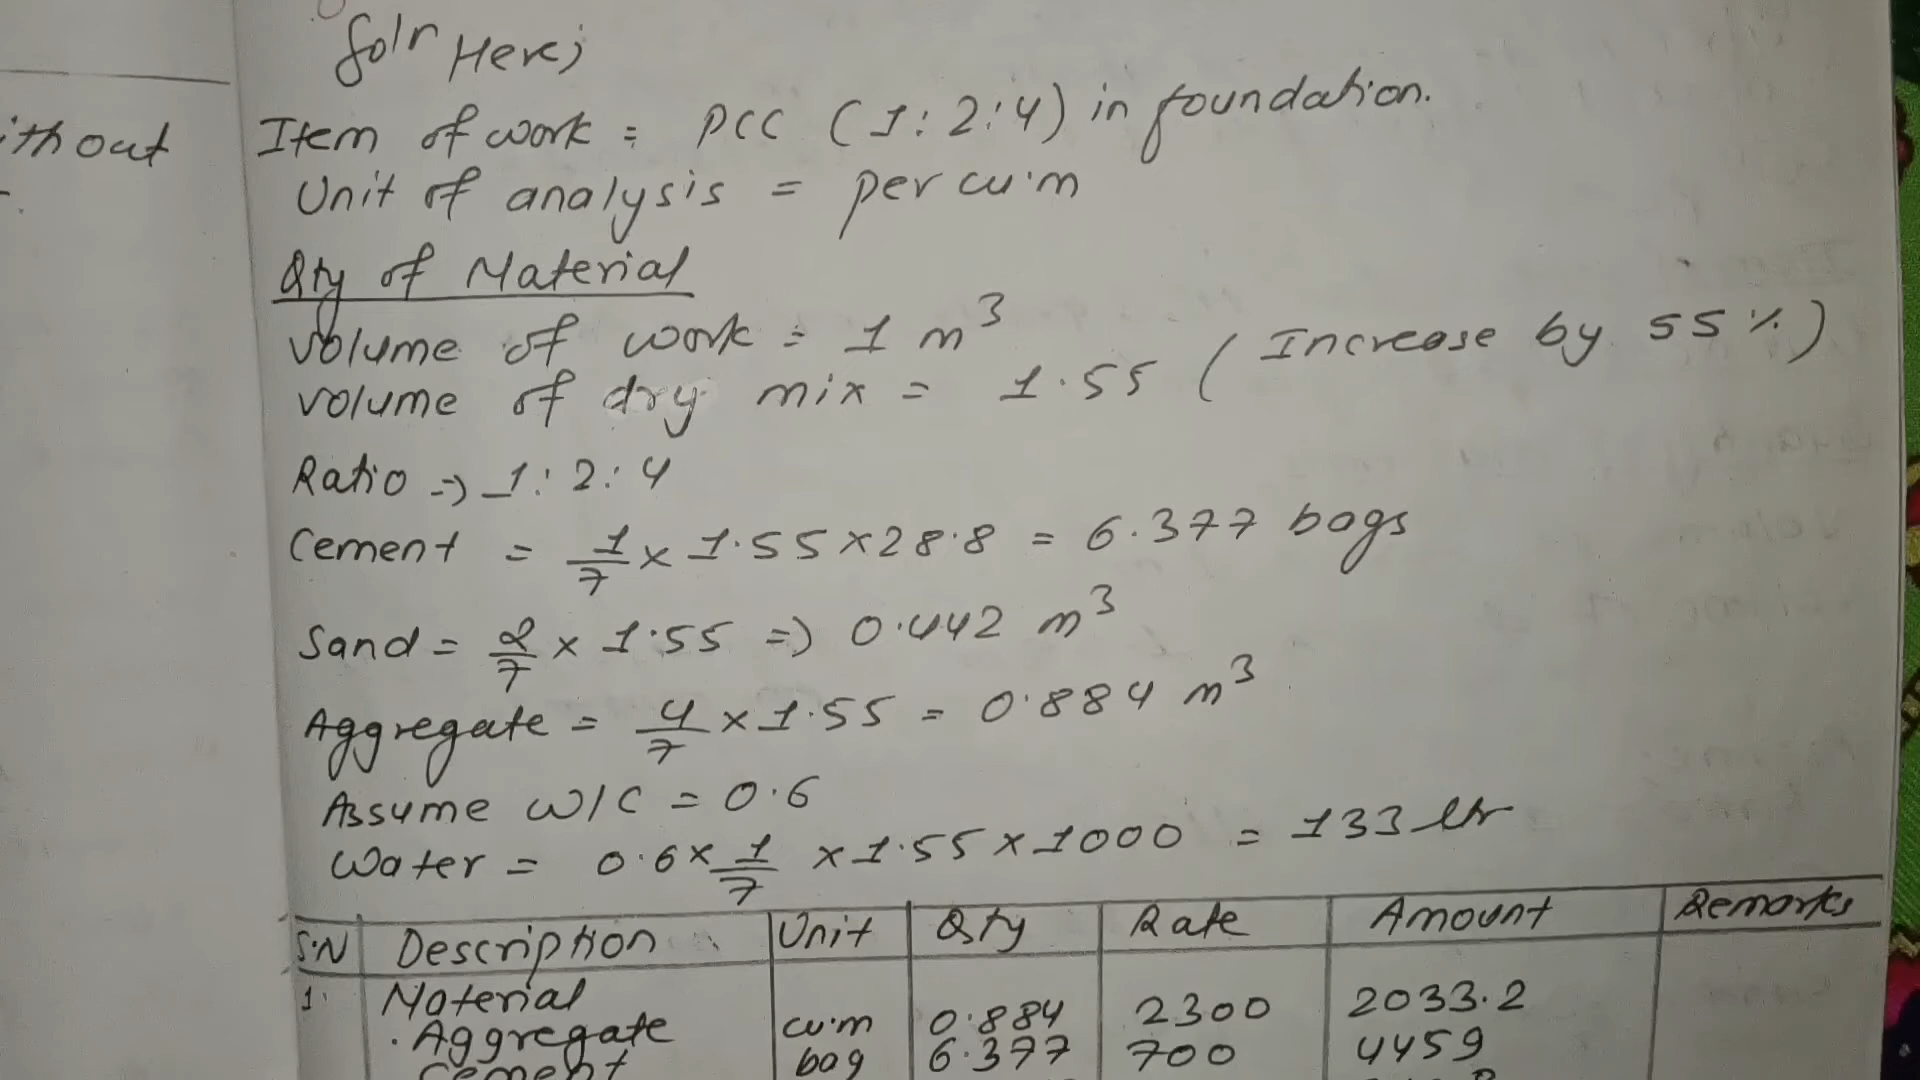 ithout
Soln Here;
Item of work = PCC (1:2:4) in foundation.
Unit of analysis = per cu.m
Qty of Material
Volume of work = 1 m³
volume of dry mix = 1.55 (Increase by 55%)
Ratio => 1:2:4
Cement = 1/7 x 1.55 x 28.8 = 6.377 bags
Sand = 2/7 x 1.55 => 0.442 m³
Aggregate = 4/7 x 1.55 = 0.884 m³
Assume W/C = 0.6
Water = 0.6 x 1/7 x 1.55 x 1000 = 133 ltr
S.N Description Unit Qty Rate Amount Remarks
1. Material
. Aggregate cu.m 0.884 2300 2033.2
Cement bag 6.377 700 4459